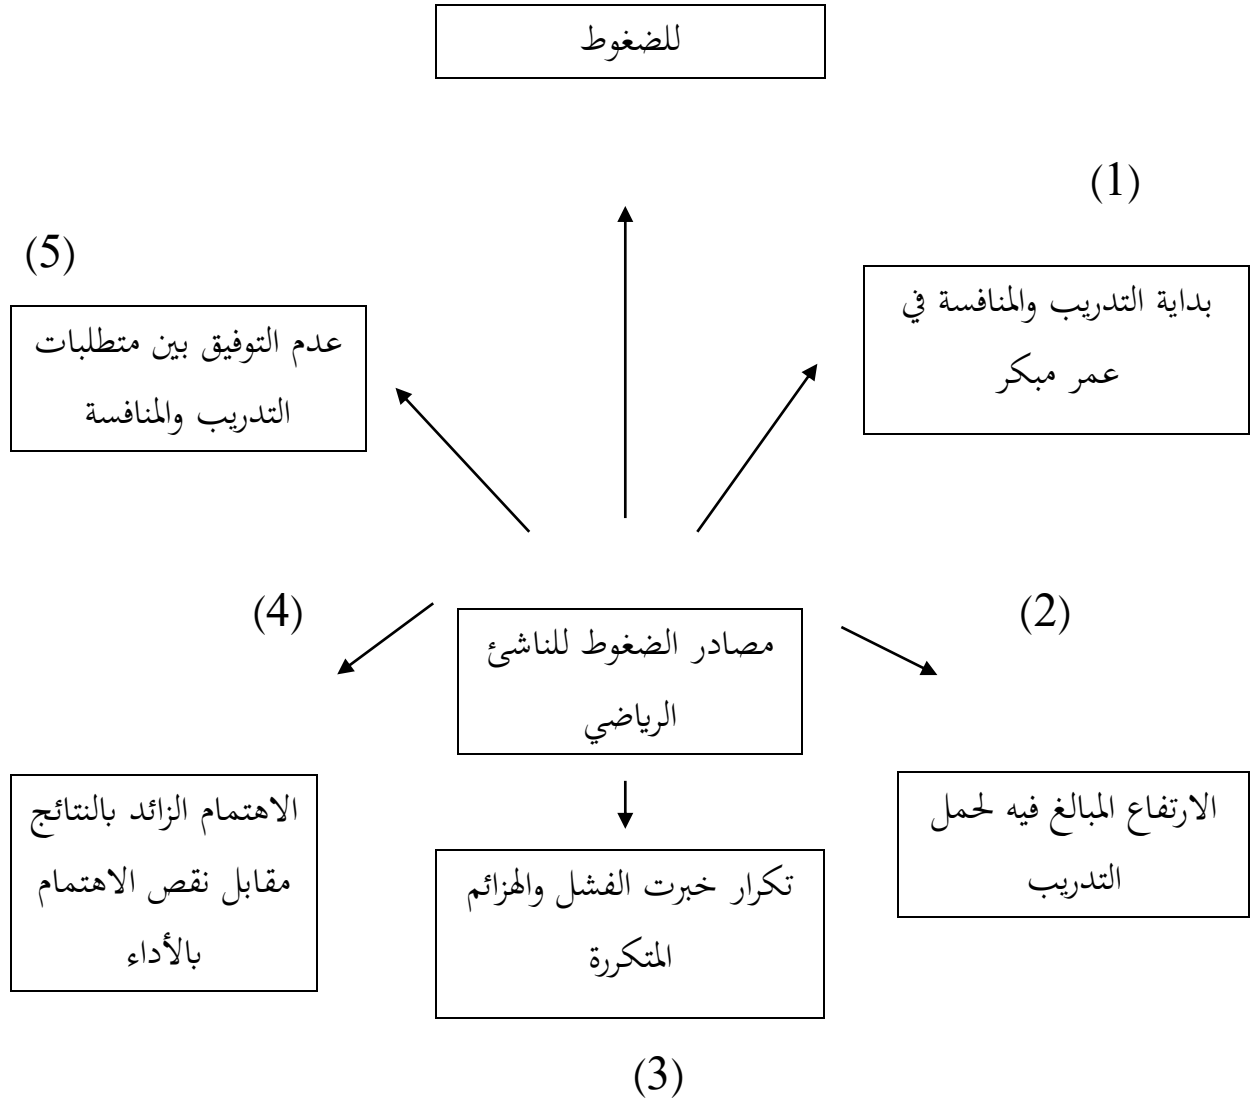 للضغوط
(1)
بداية التدريب والمنافسة في
عمر مبكر
(5)
عدم التوفيق بين متطلبات
التدريب والمنافسة
(2)
(4)
مصادر الضغوط للناشئ
الرياضي
الارتفاع المبالغ فيه لحمل
التدريب
الاهتمام الزائد بالنتائج
مقابل نقص الاهتمام
بالأداء
تكرار خبرت الفشل والهزائم
المتكررة
(3)